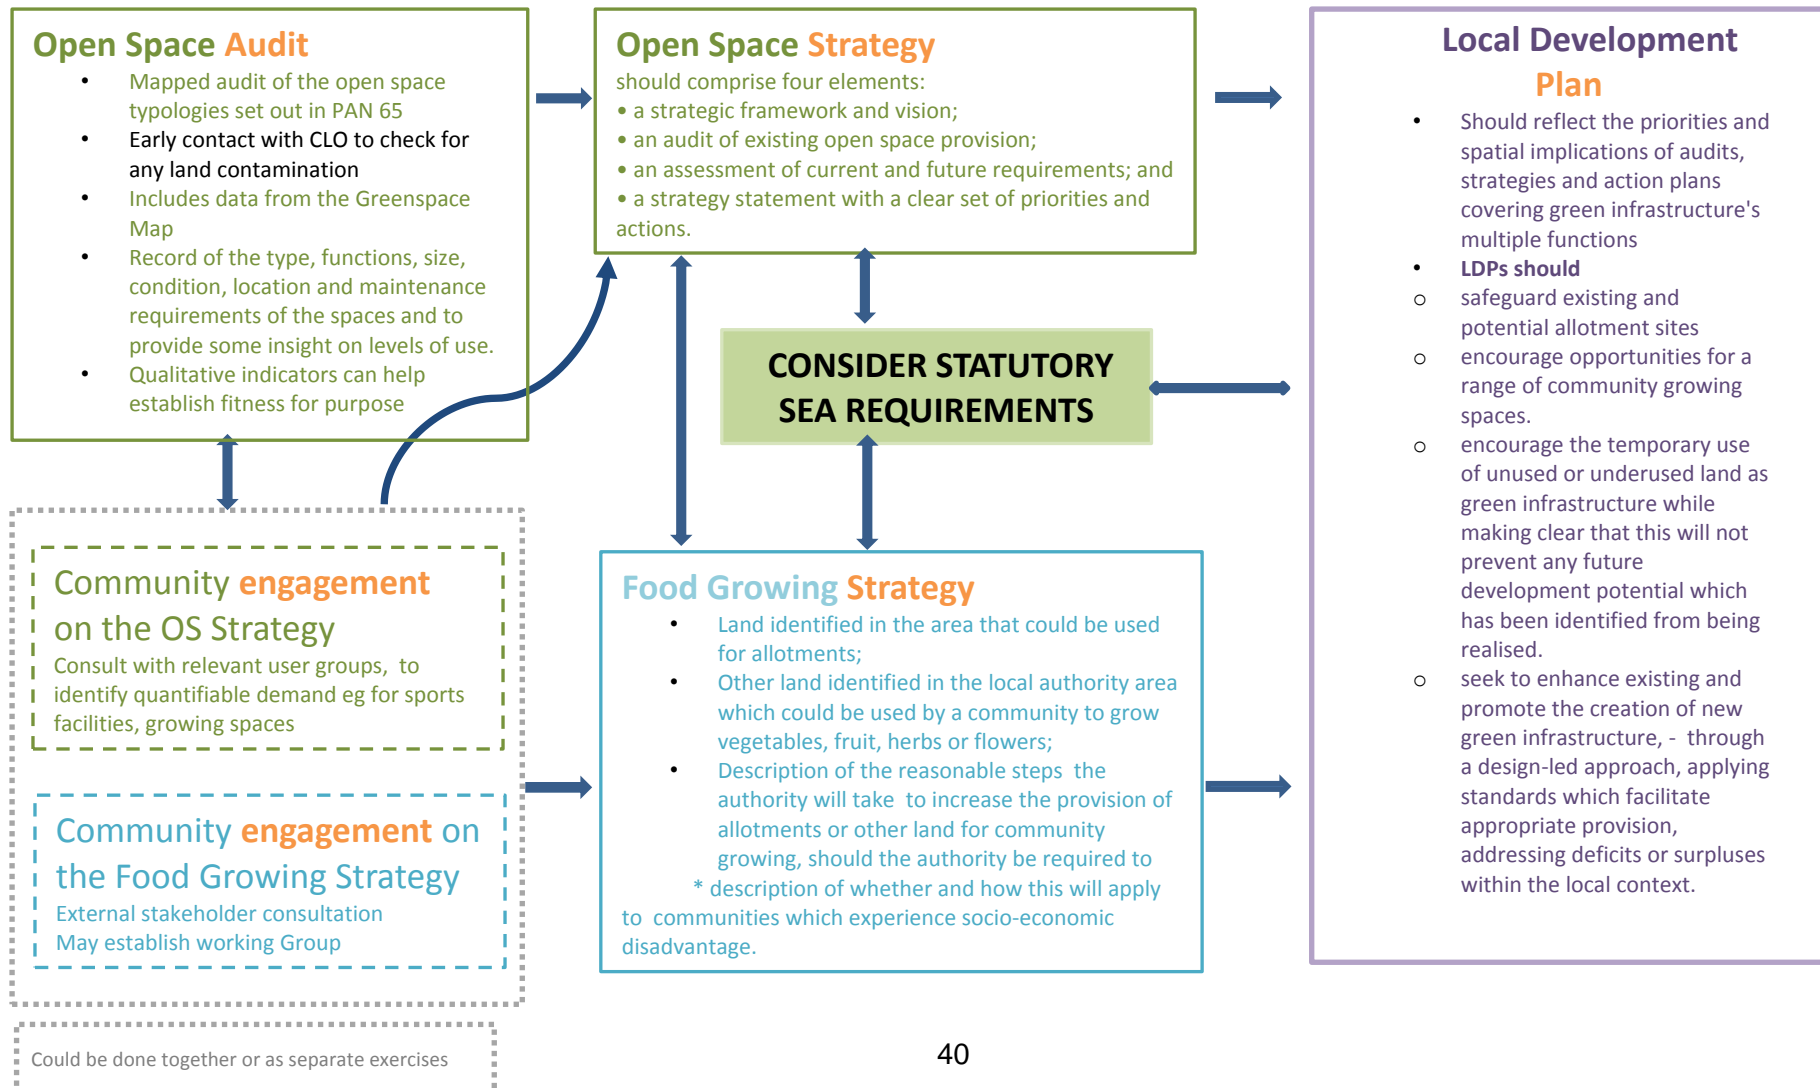 Open Space Audit
• Mapped audit of the open space
typologies set out in PAN 65
• Early contact with CLO to check for
any land contamination
• Includes data from the Greenspace
Map
• Record of the type, functions, size,
condition, location and maintenance
requirements of the spaces and to
provide some insight on levels of use.
• Qualitative indicators can help
establish fitness for purpose
Open Space Strategy
should comprise four elements:
• a strategic framework and vision;
• an audit of existing open space provision;
• an assessment of current and future requirements; and
• a strategy statement with a clear set of priorities and
actions.
Local Development
Plan
• Should reflect the priorities and
spatial implications of audits,
strategies and action plans
covering green infrastructure's
multiple functions
• LDPs should
o safeguard existing and
potential allotment sites
o encourage opportunities for a
range of community growing
spaces.
o encourage the temporary use
of unused or underused land as
green infrastructure while
making clear that this will not
prevent any future
development potential which
has been identified from being
realised.
o seek to enhance existing and
promote the creation of new
green infrastructure, - through
a design-led approach, applying
standards which facilitate
appropriate provision,
addressing deficits or surpluses
within the local context.
CONSIDER STATUTORY
SEA REQUIREMENTS
Community engagement
on the OS Strategy
Consult with relevant user groups, to
identify quantifiable demand eg for sports
facilities, growing spaces
Community engagement on
the Food Growing Strategy
External stakeholder consultation
May establish working Group
Food Growing Strategy
• Land identified in the area that could be used
for allotments;
• Other land identified in the local authority area
which could be used by a community to grow
vegetables, fruit, herbs or flowers;
• Description of the reasonable steps the
authority will take to increase the provision of
allotments or other land for community
growing, should the authority be required to
* description of whether and how this will apply
to communities which experience socio-economic
disadvantage.
Could be done together or as separate exercises
40